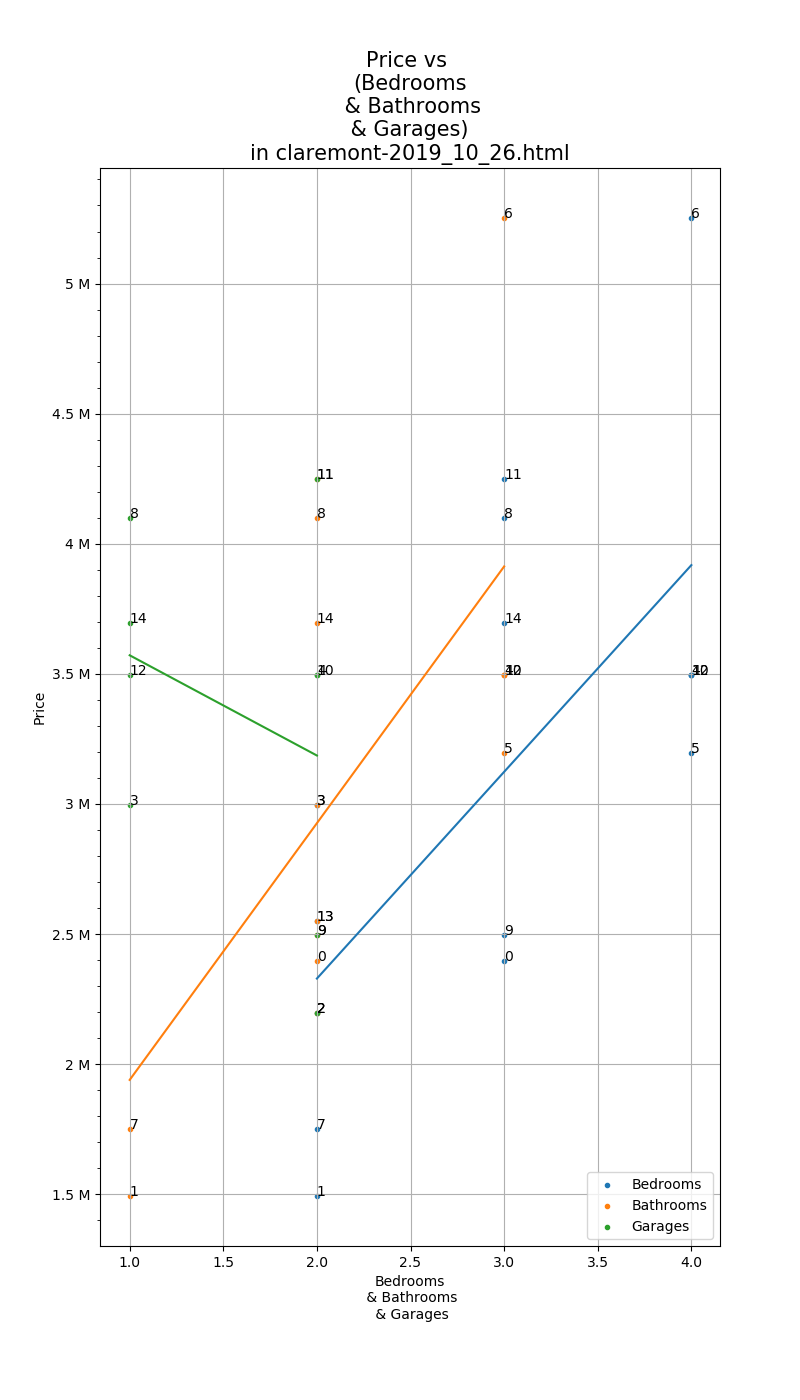 Price vs
(Bedrooms
& Bathrooms
& Garages)
in claremont-2019_10_26.html
6
6
5 M
4.5 M
11
11
8
8
8
4 M
14
14
14
3.5 M
12
10
5
5
3
3
3 M
13
9
9
2.5 M
0
0
2
2 M
7
7
1
1
1.5 M
Price
Bedrooms
Bathrooms
Garages
1.0
1.5
2.0
2.5
3.0
3.5
4.0
Bedrooms
& Bathrooms
& Garages